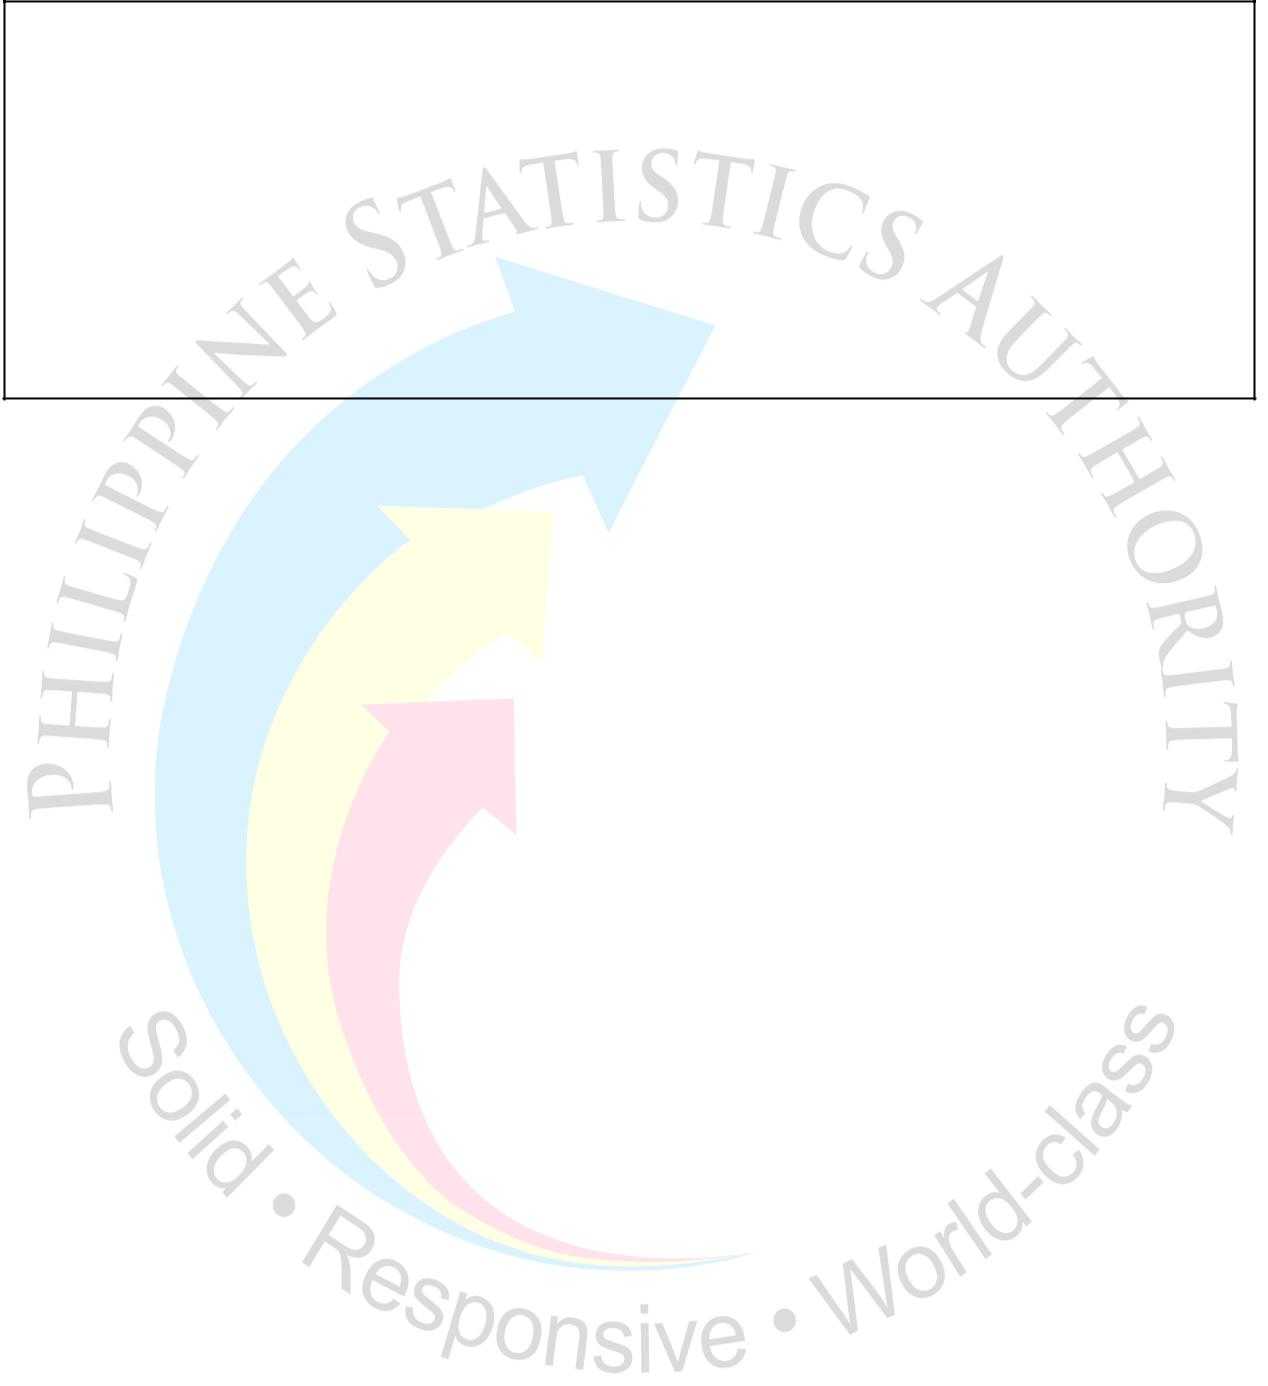 PHILIPPINE STATISTICS AUTHORITY
Solid • Responsive • World-class